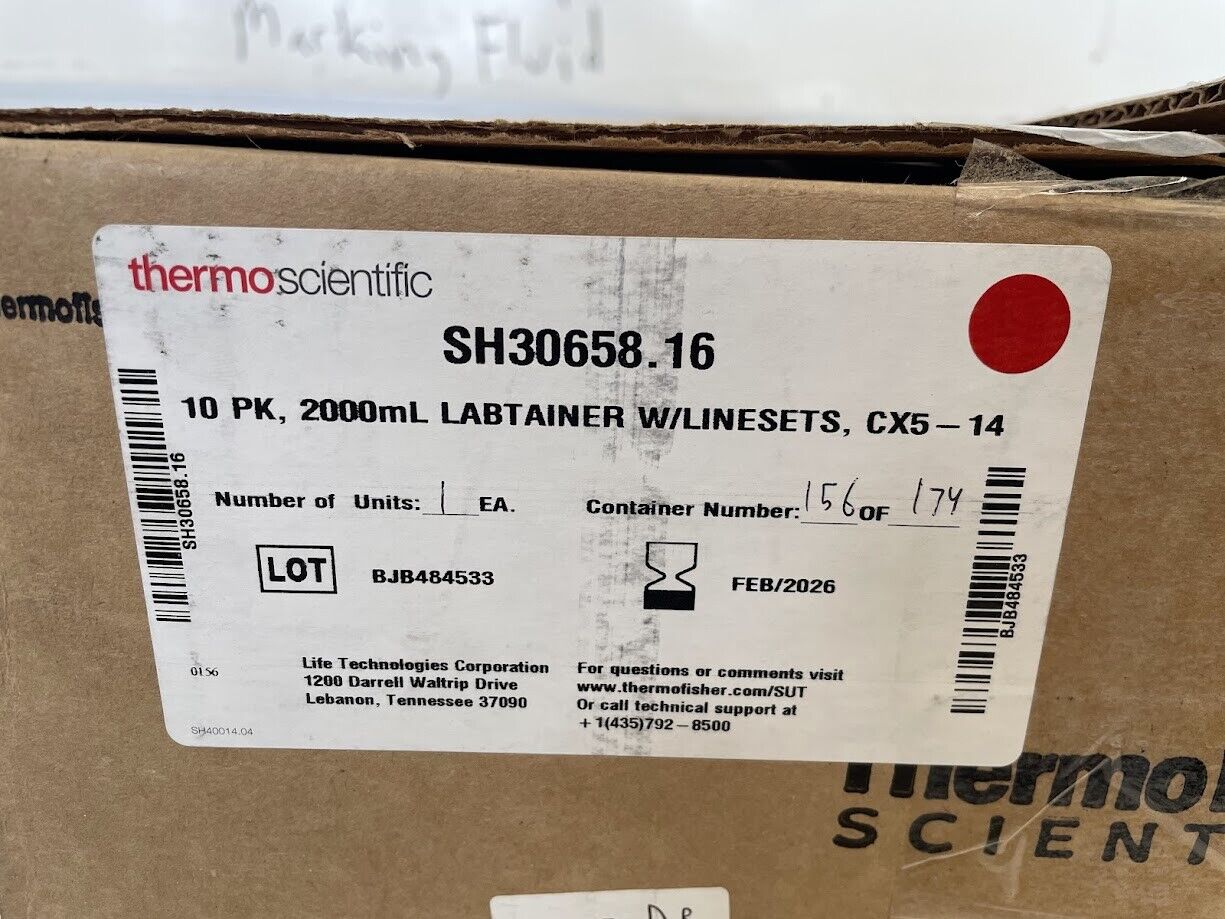 Marking Fluid
thermoscientific
SH30658.16
10 PK, 2000mL LABTAINER W/LINESETS, CX5-14
SH30658.16
Number of Units: 1 EA.
Container Number: 156 OF 174
LOT BJB484533
FEB/2026
BJB484533
0156
Life Technologies Corporation
1200 Darrell Waltrip Drive
Lebanon, Tennessee 37090
For questions or comments visit
www.thermofisher.com/SUT
Or call technical support at
+1(435)792-8500
SH40014.04